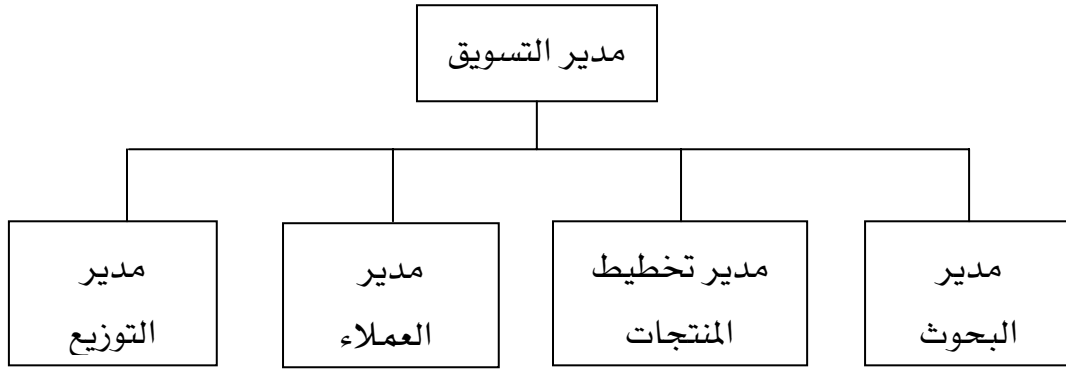 مدير التسويق
مدير
البحوث
مدير تخطيط
المنتجات
مدير
العملاء
مدير
التوزيع